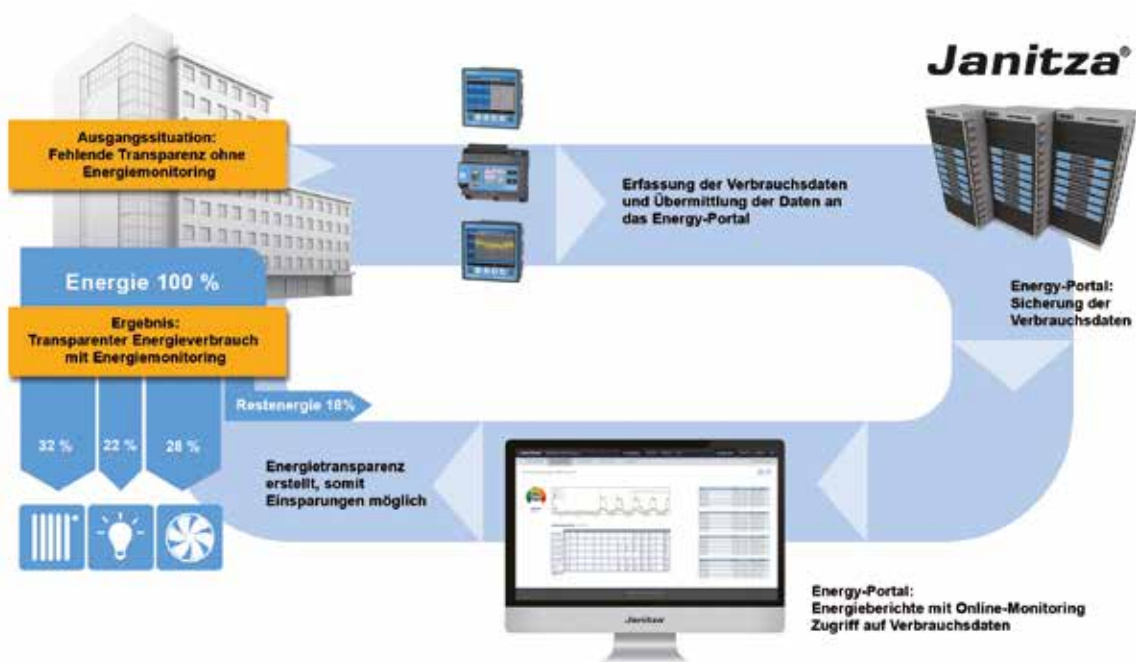 Janitza®
Ausgangssituation:
Fehlende Transparenz ohne
Energiemonitoring
Erfassung der Verbrauchsdaten
und Übermittlung der Daten an
das Energy-Portal
Energie 100 %
Energy-Portal:
Sicherung der
Verbrauchsdaten
Ergebnis:
Transparenter Energieverbrauch
mit Energiemonitoring
Restenergie 18%
32 %
22 %
28 %
Energietransparenz
erstellt, somit
Einsparungen möglich
Energy-Portal:
Energieberichte mit Online-Monitoring
Zugriff auf Verbrauchsdaten
Janitza